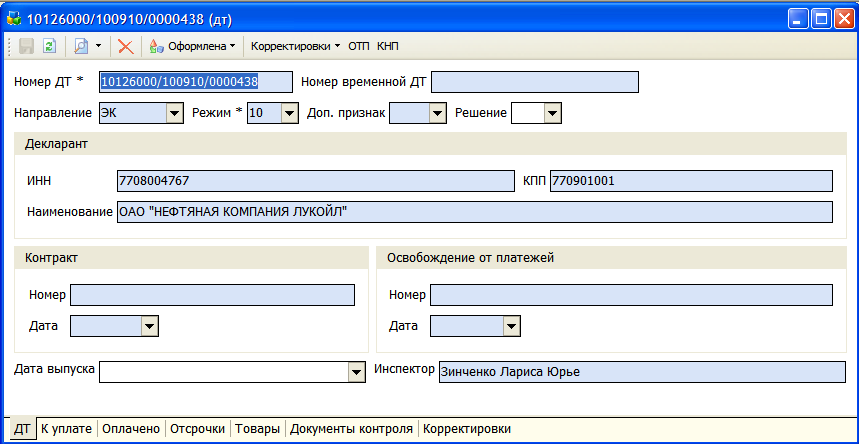 10126000/100910/0000438 (дт)
Оформлена Корректировки ОТП КНП
Номер ДТ * 10126000/100910/0000438 Номер временной ДТ
Направление ЭК Режим * 10 Доп. признак Решение
Декларант
ИНН 7708004767 КПП 770901001
Наименование ОАО "НЕФТЯНАЯ КОМПАНИЯ ЛУКОЙЛ"
Контракт Освобождение от платежей
Номер Номер
Дата Дата
Дата выпуска Инспектор Зинченко Лариса Юрье
ДТ К уплате Оплачено Отсрочки Товары Документы контроля Корректировки